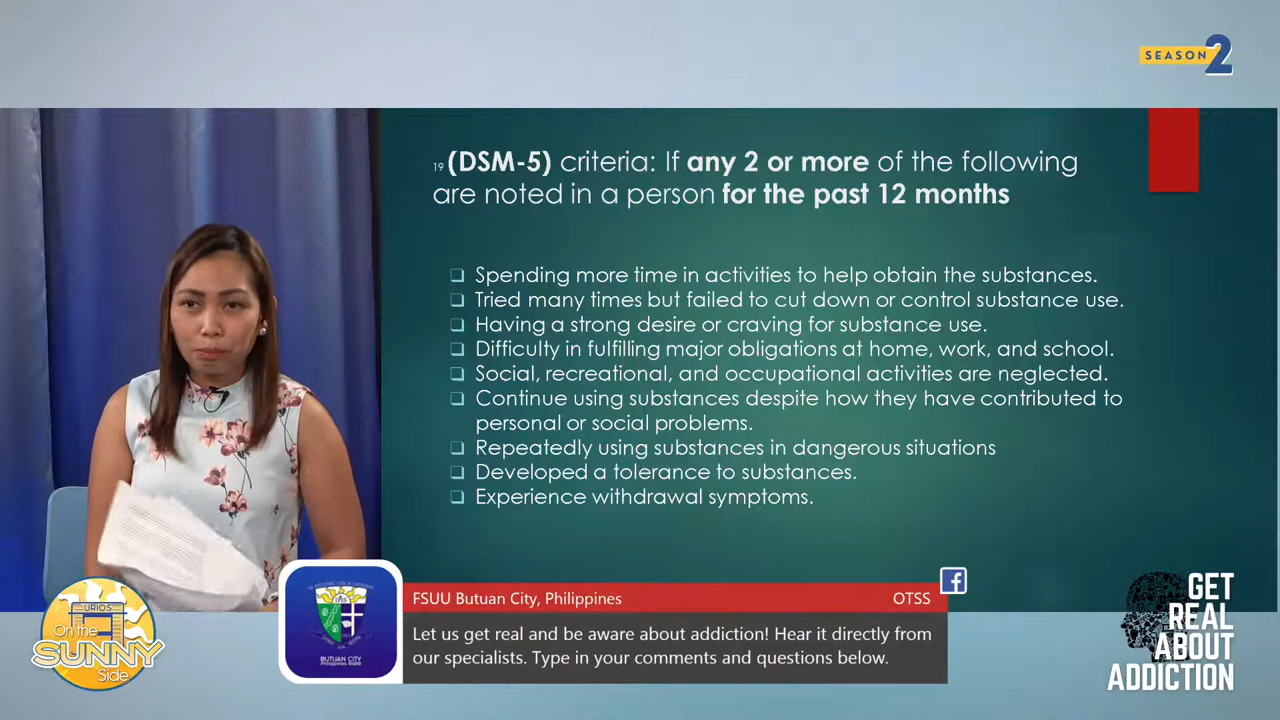 SEASON 2
19 (DSM-5) criteria: If any 2 or more of the following
are noted in a person for the past 12 months
Spending more time in activities to help obtain the substances.
Tried many times but failed to cut down or control substance use.
Having a strong desire or craving for substance use.
Difficulty in fulfilling major obligations at home, work, and school.
Social, recreational, and occupational activities are neglected.
Continue using substances despite how they have contributed to
personal or social problems.
Repeatedly using substances in dangerous situations
Developed a tolerance to substances.
Experience withdrawal symptoms.
URIOS
On the
SUNNY
Side
BUTUAN CITY
FSUU Butuan City, Philippines
OTSS
Let us get real and be aware about addiction! Hear it directly from
our specialists. Type in your comments and questions below.
GET
REAL
ABOUT
ADDICTION